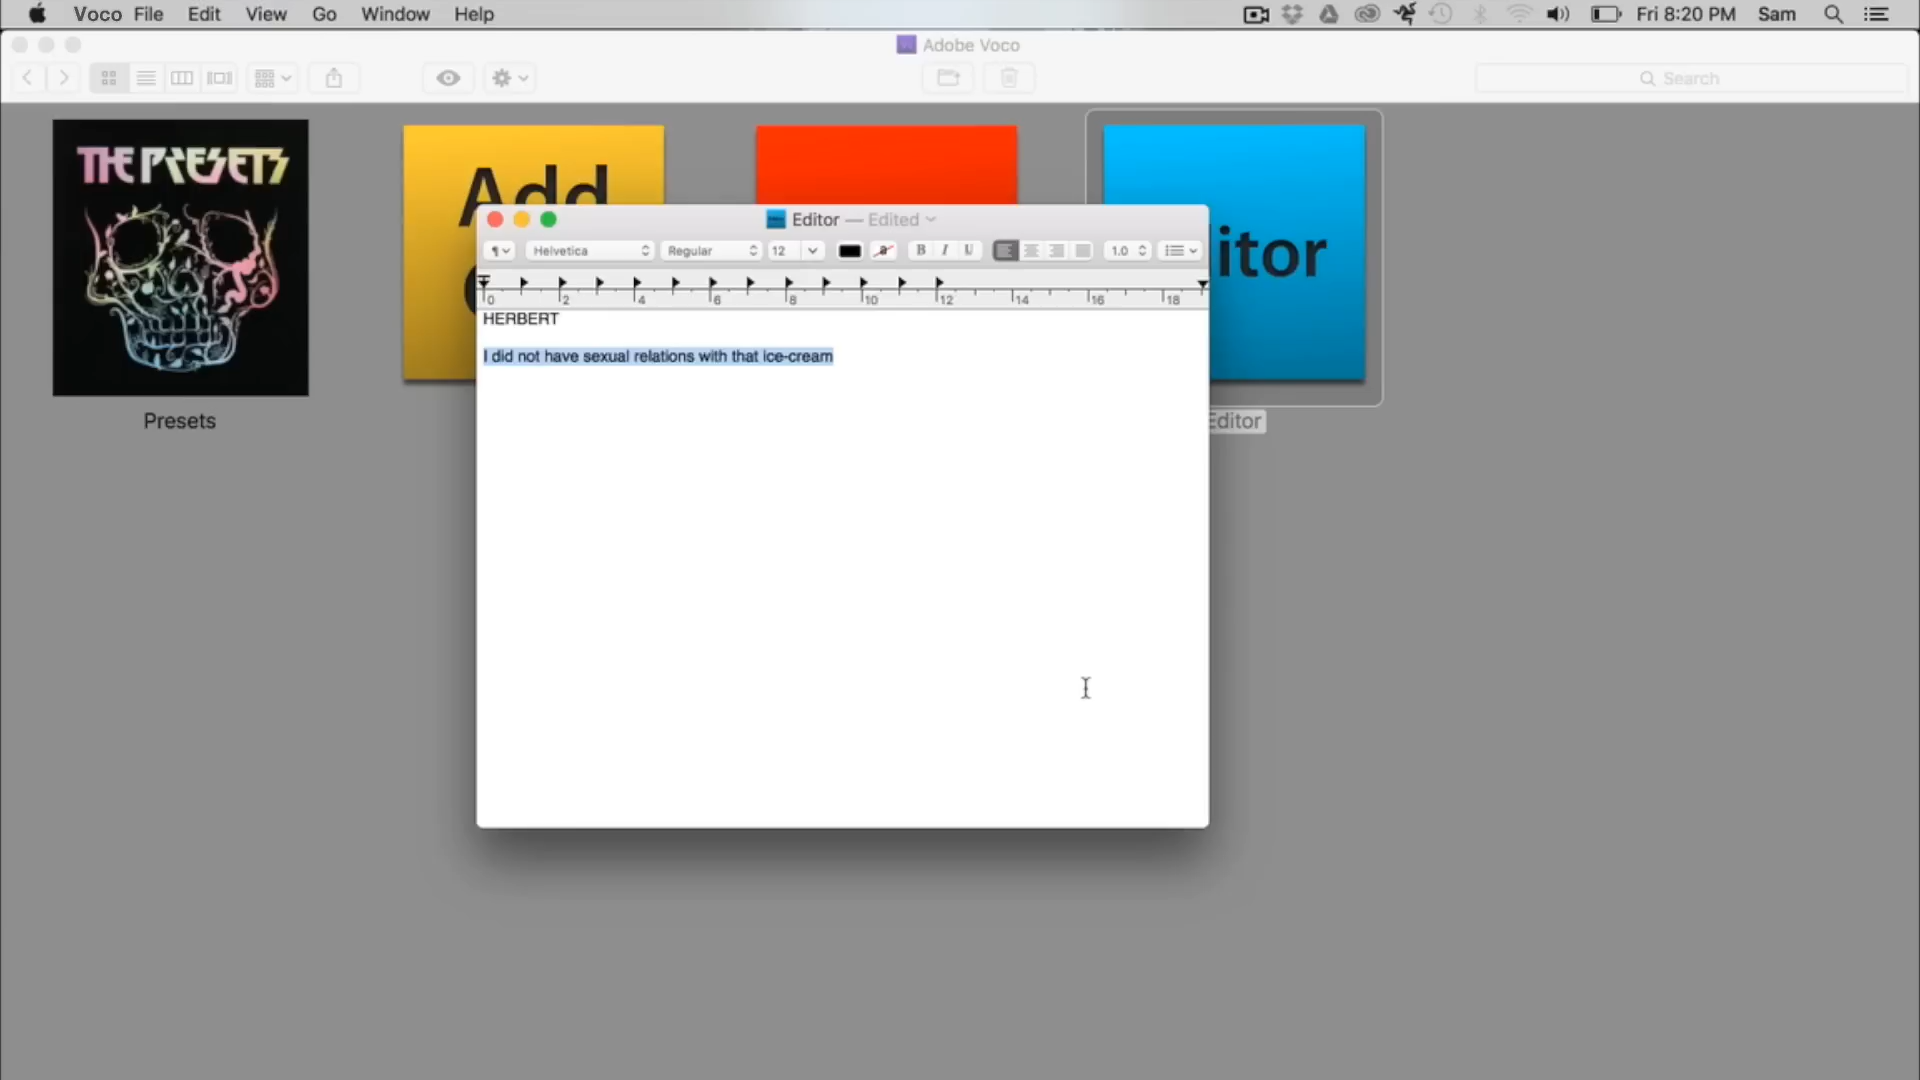 Voco File Edit View Go Window Help Fri 8:20 PM Sam
Adobe Voco
Search
THE PRESETS
Add
Editor — Edited
Helvetica Regular 12 B I U 1.0
0 2 4 6 8 10 12 14 16 18
HERBERT
I did not have sexual relations with that ice-cream
itor
Presets
Editor